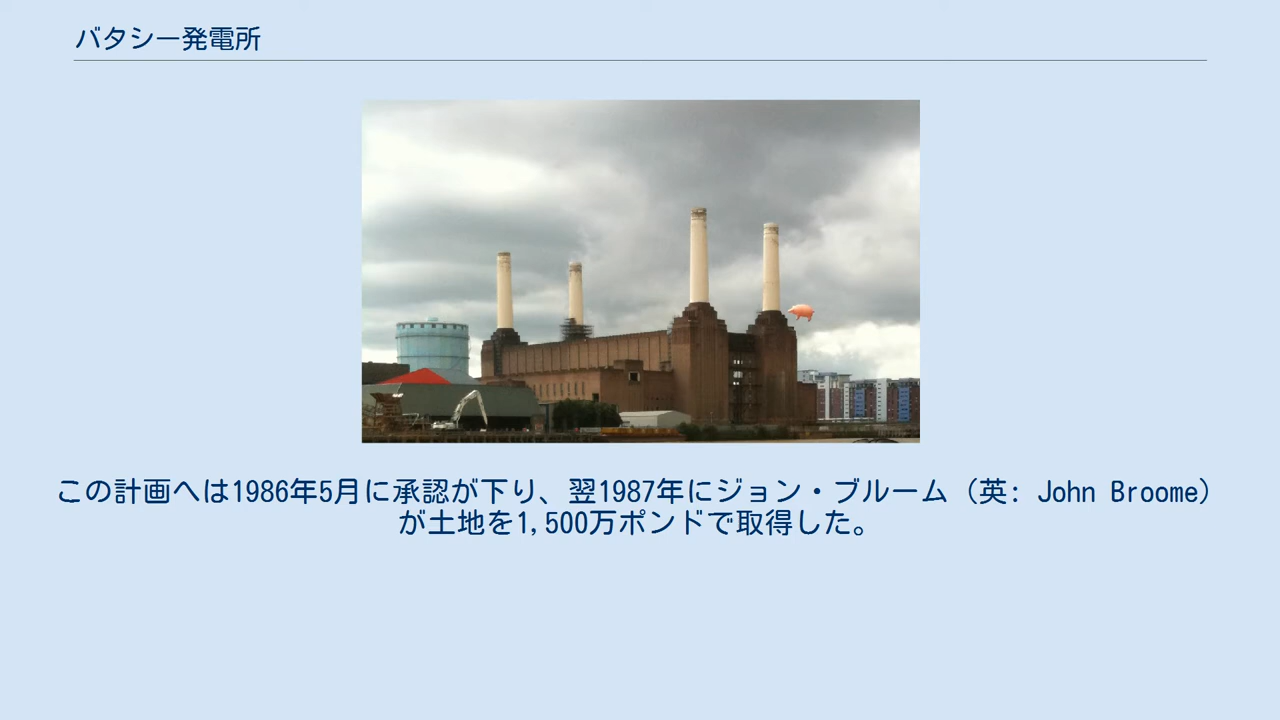 バタシー発電所
この計画へは1986年5月に承認が下り、翌1987年にジョン・ブルーム（英: John Broome）
が土地を1,500万ポンドで取得した。